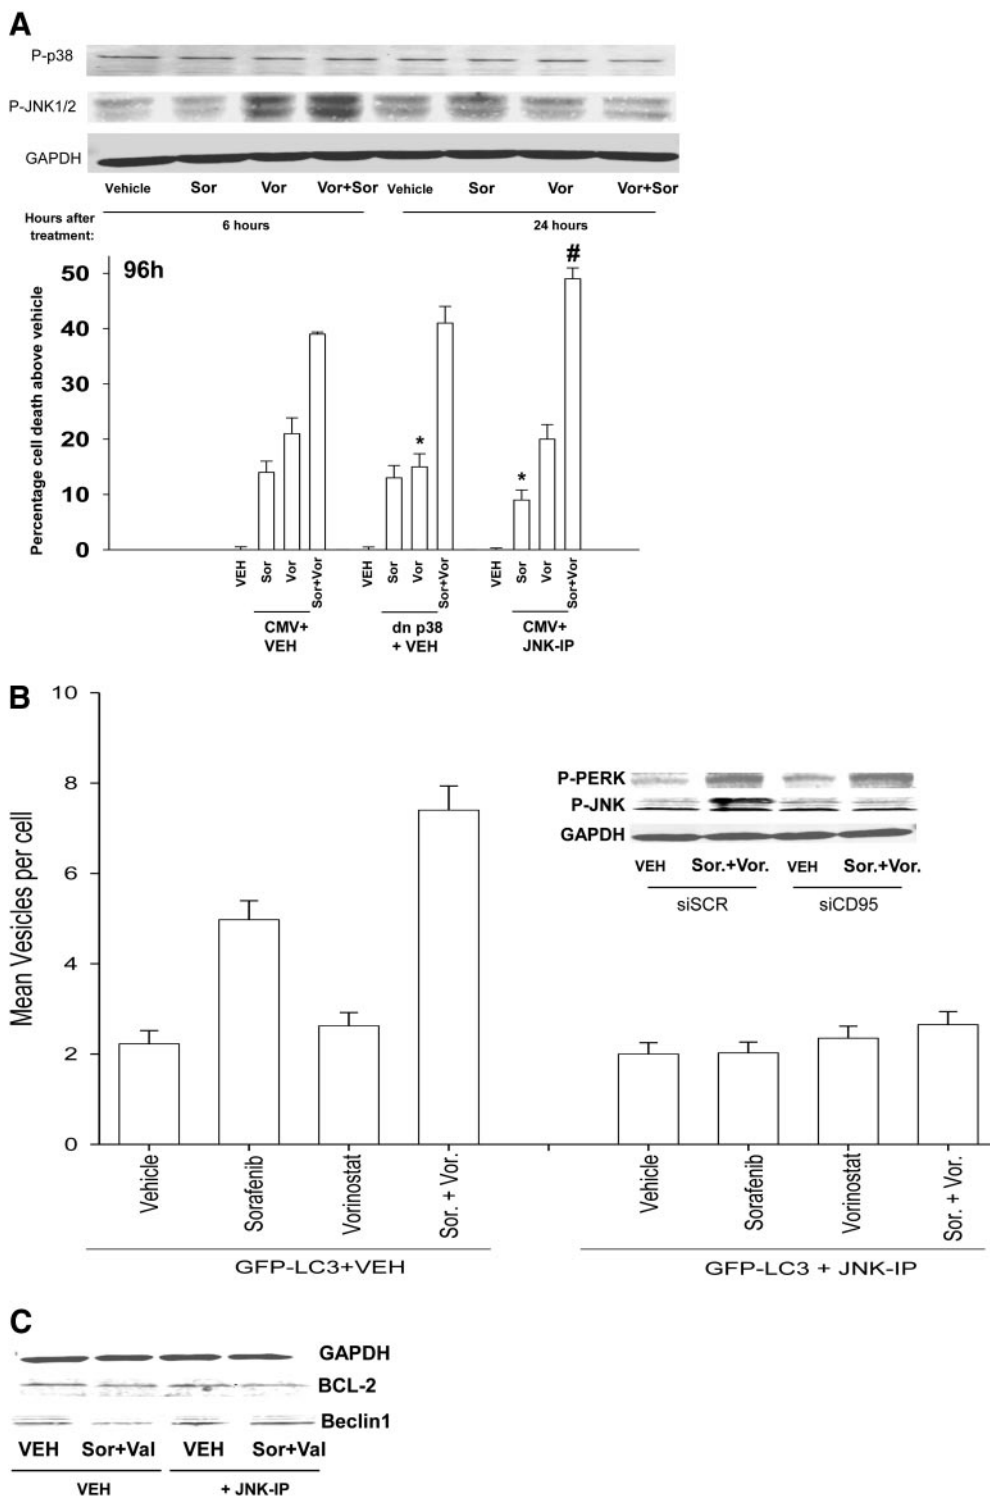 A
P-p38
P-JNK1/2
GAPDH
Vehicle Sor Vor Vor+Sor Vehicle Sor Vor Vor+Sor
Hours after
treatment:
6 hours 24 hours
96h
#
50
40
30
20
10
0
Percentage cell death above vehicle
* *
VEH Sor Vor Sor+Vor VEH Sor Vor Sor+Vor VEH Sor Vor Sor+Vor
CMV+ dn p38 CMV+
VEH + VEH JNK-IP
B
10
8
6
4
2
0
Mean Vesicles per cell
P-PERK
P-JNK
GAPDH
VEH Sor.+Vor. VEH Sor.+Vor.
siSCR siCD95
Vehicle Sorafenib Vorinostat Sor. + Vor. Vehicle Sorafenib Vorinostat Sor. + Vor.
GFP-LC3+VEH GFP-LC3 + JNK-IP
C
GAPDH
BCL-2
Beclin1
VEH Sor+Val VEH Sor+Val
VEH + JNK-IP